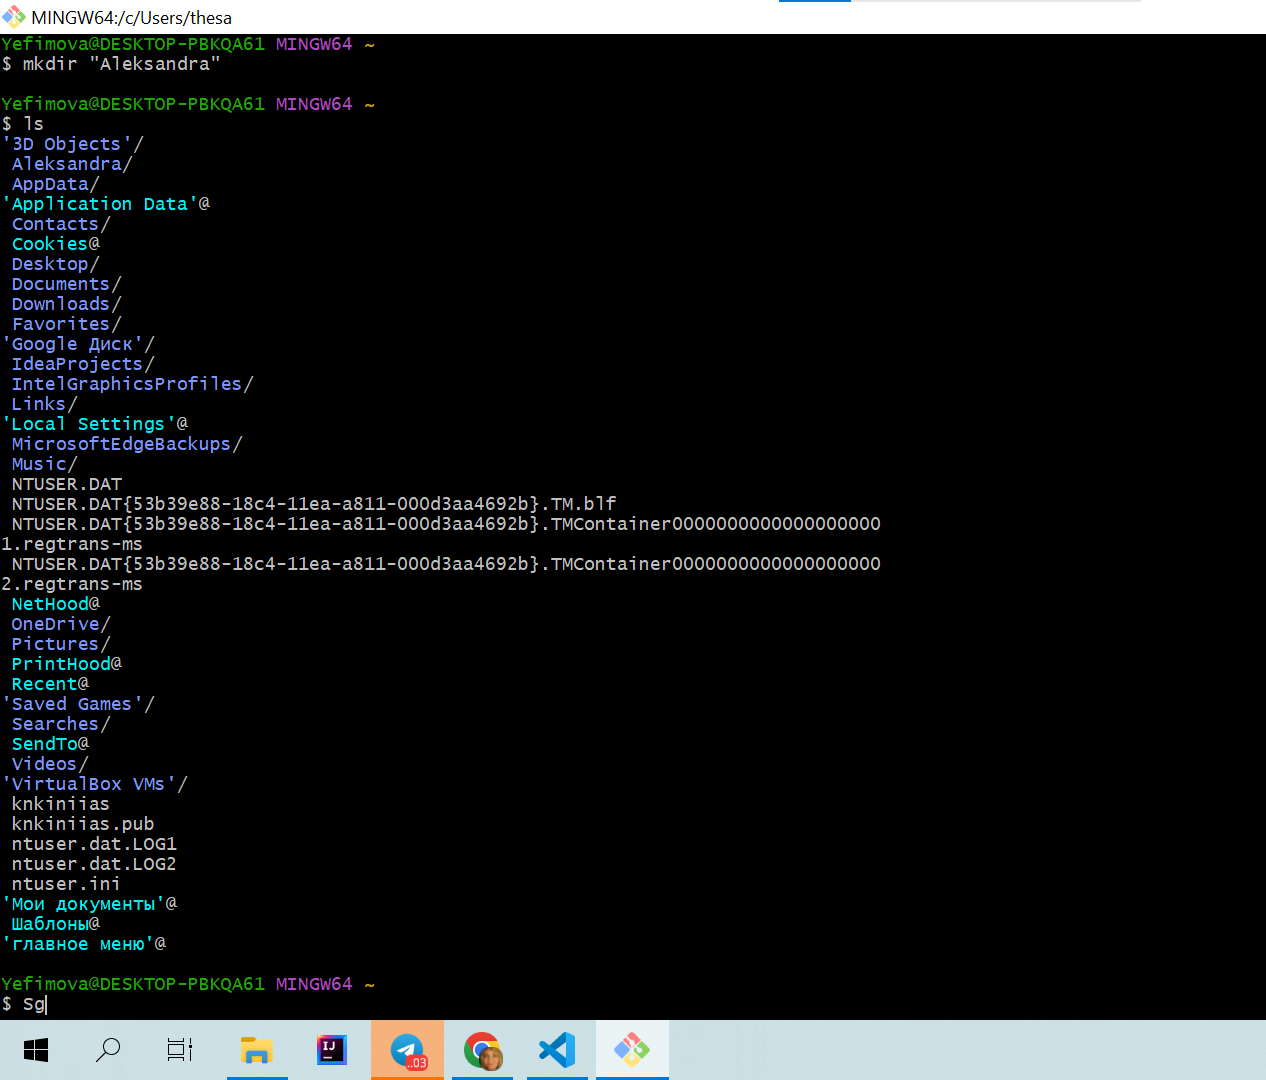 MINGW64:/c/Users/thesa
Yefimova@DESKTOP-PBKQA61 MINGW64 ~
$ mkdir "Aleksandra"
Yefimova@DESKTOP-PBKQA61 MINGW64 ~
$ ls
'3D Objects'/
Aleksandra/
AppData/
'Application Data'@
Contacts/
Cookies@
Desktop/
Documents/
Downloads/
Favorites/
'Google Диск'/
IdeaProjects/
IntelGraphicsProfiles/
Links/
'Local Settings'@
MicrosoftEdgeBackups/
Music/
NTUSER.DAT
NTUSER.DAT{53b39e88-18c4-11ea-a811-000d3aa4692b}.TM.blf
NTUSER.DAT{53b39e88-18c4-11ea-a811-000d3aa4692b}.TMContainer0000000000000000000
1.regtrans-ms
NTUSER.DAT{53b39e88-18c4-11ea-a811-000d3aa4692b}.TMContainer0000000000000000000
2.regtrans-ms
NetHood@
OneDrive/
Pictures/
PrintHood@
Recent@
'Saved Games'/
Searches/
SendTo@
Videos/
'VirtualBox VMs'/
knkiniias
knkiniias.pub
ntuser.dat.LOG1
ntuser.dat.LOG2
ntuser.ini
'Мои документы'@
Шаблоны@
'главное меню'@
Yefimova@DESKTOP-PBKQA61 MINGW64 ~
$ Sg
IJ
..03